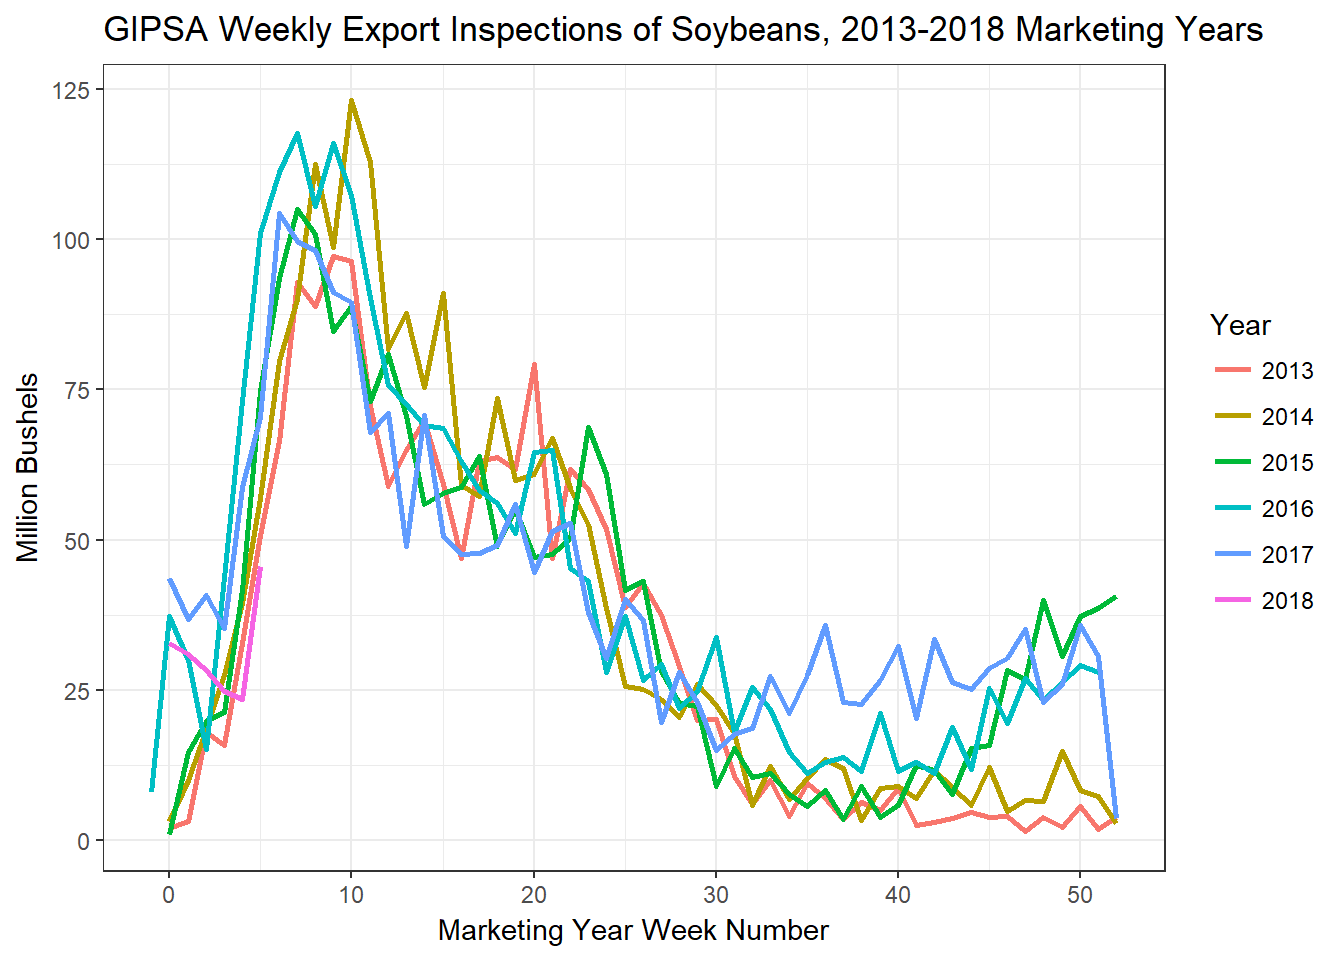 GIPSA Weekly Export Inspections of Soybeans, 2013-2018 Marketing Years
125
100
75
50
25
0
Million Bushels
0 10 20 30 40 50
Marketing Year Week Number
Year
2013
2014
2015
2016
2017
2018